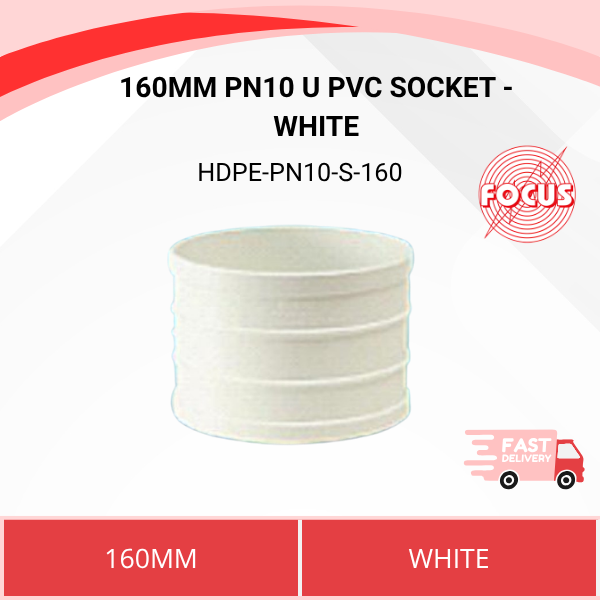 160MM PN10 U PVC SOCKET -
WHITE
HDPE-PN10-S-160
FOCUS
FAST
DELIVERY
160MM
WHITE